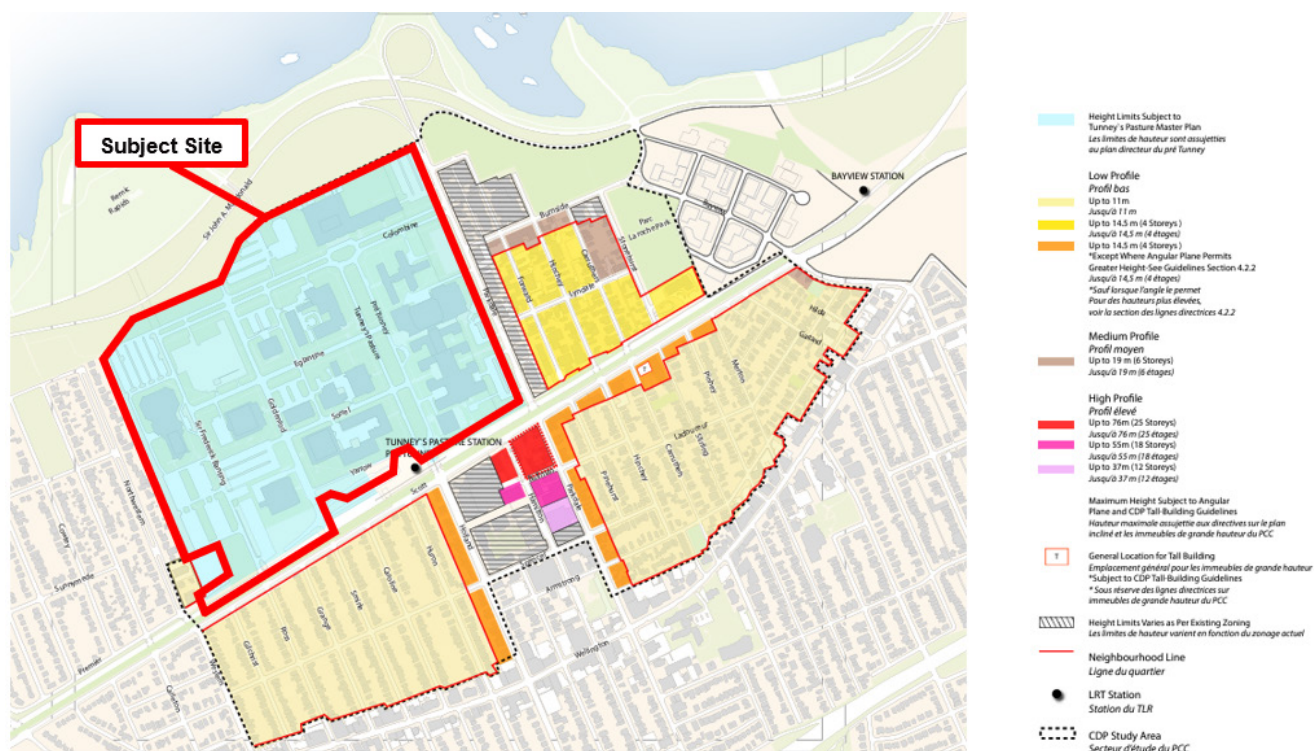 Subject Site
Remik
Rapids
Sir John A. Macdonald
Colombine
Tunney's Pasture
pré Tunney
Eglantine
Goldenrod
Sorrel
Sir Frederick Banting
Yarrow
Northwestern
Sunnymede
Premier
TUNNEY'S PASTURE STATION
Scott
Parkdale
Burnside
Forward
Hinchey
Carruthers
Lyndale
Stonehurst
Parc
Laroche Park
Bayview
BAYVIEW STATION
Hilda
Garland
Merton
Pinhey
Ladouceur
Stirling
Carruthers
Hinchey
Pinehurst
Parkdale
Hamilton
Holland
Armstrong
Wellington
Huron
Caroline
Smirle
Grange
Ross
Gilchrist
Western
T
Height Limits Subject to
Tunney's Pasture Master Plan
Les limites de hauteur sont assujetties
au plan directeur du pré Tunney
Low Profile
Profil bas
Up to 11m
Jusqu'à 11 m
Up to 14.5 m (4 Storeys )
Jusqu'à 14,5 m (4 étages)
Up to 14.5 m (4 Storeys )
*Except Where Angular Plane Permits
Greater Height-See Guidelines Section 4.2.2
Jusqu'à 14,5 m (4 étages)
*Sauf lorsque l'angle le permet
Pour des hauteurs plus élevées,
voir la section des lignes directrices 4.2.2
Medium Profile
Profil moyen
Up to 19 m (6 Storeys)
Jusqu'à 19 m (6 étages)
High Profile
Profil élevé
Up to 76m (25 Storeys)
Jusqu'à 76 m (25 étages)
Up to 55m (18 Storeys)
Jusqu'à 55 m (18 étages)
Up to 37m (12 Storeys)
Jusqu'à 37 m (12 étages)
Maximum Height Subject to Angular
Plane and CDP Tall-Building Guidelines
Hauteur maximale assujettie aux directives sur le plan
incliné et les immeubles de grande hauteur du PCC
T
General Location for Tall Building
Emplacement général pour les immeubles de grande hauteur
*Subject to CDP Tall-Building Guidelines
* Sous réserve des lignes directrices sur
immeubles de grande hauteur du PCC
Height Limits Varies as Per Existing Zoning
Les limites de hauteur varient en fonction du zonage actuel
Neighbourhood Line
Ligne du quartier
LRT Station
Station du TLR
CDP Study Area
Secteur d'étude du PCC